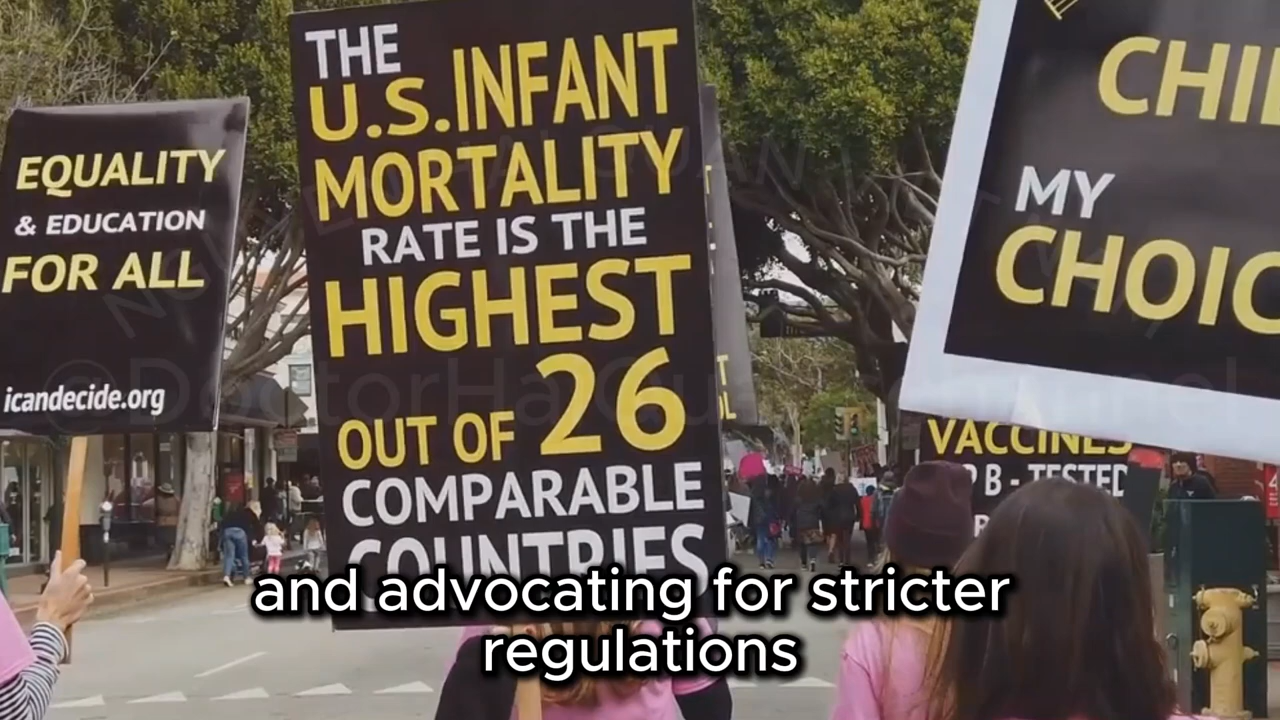 EQUALITY
& EDUCATION
FOR ALL
icandecide.org
THE
U.S. INFANT
MORTALITY
RATE IS THE
HIGHEST
OUT OF 26
COMPARABLE
COUNTRIES
MY
VACCINES
B - TESTED
and advocating for stricter
regulations